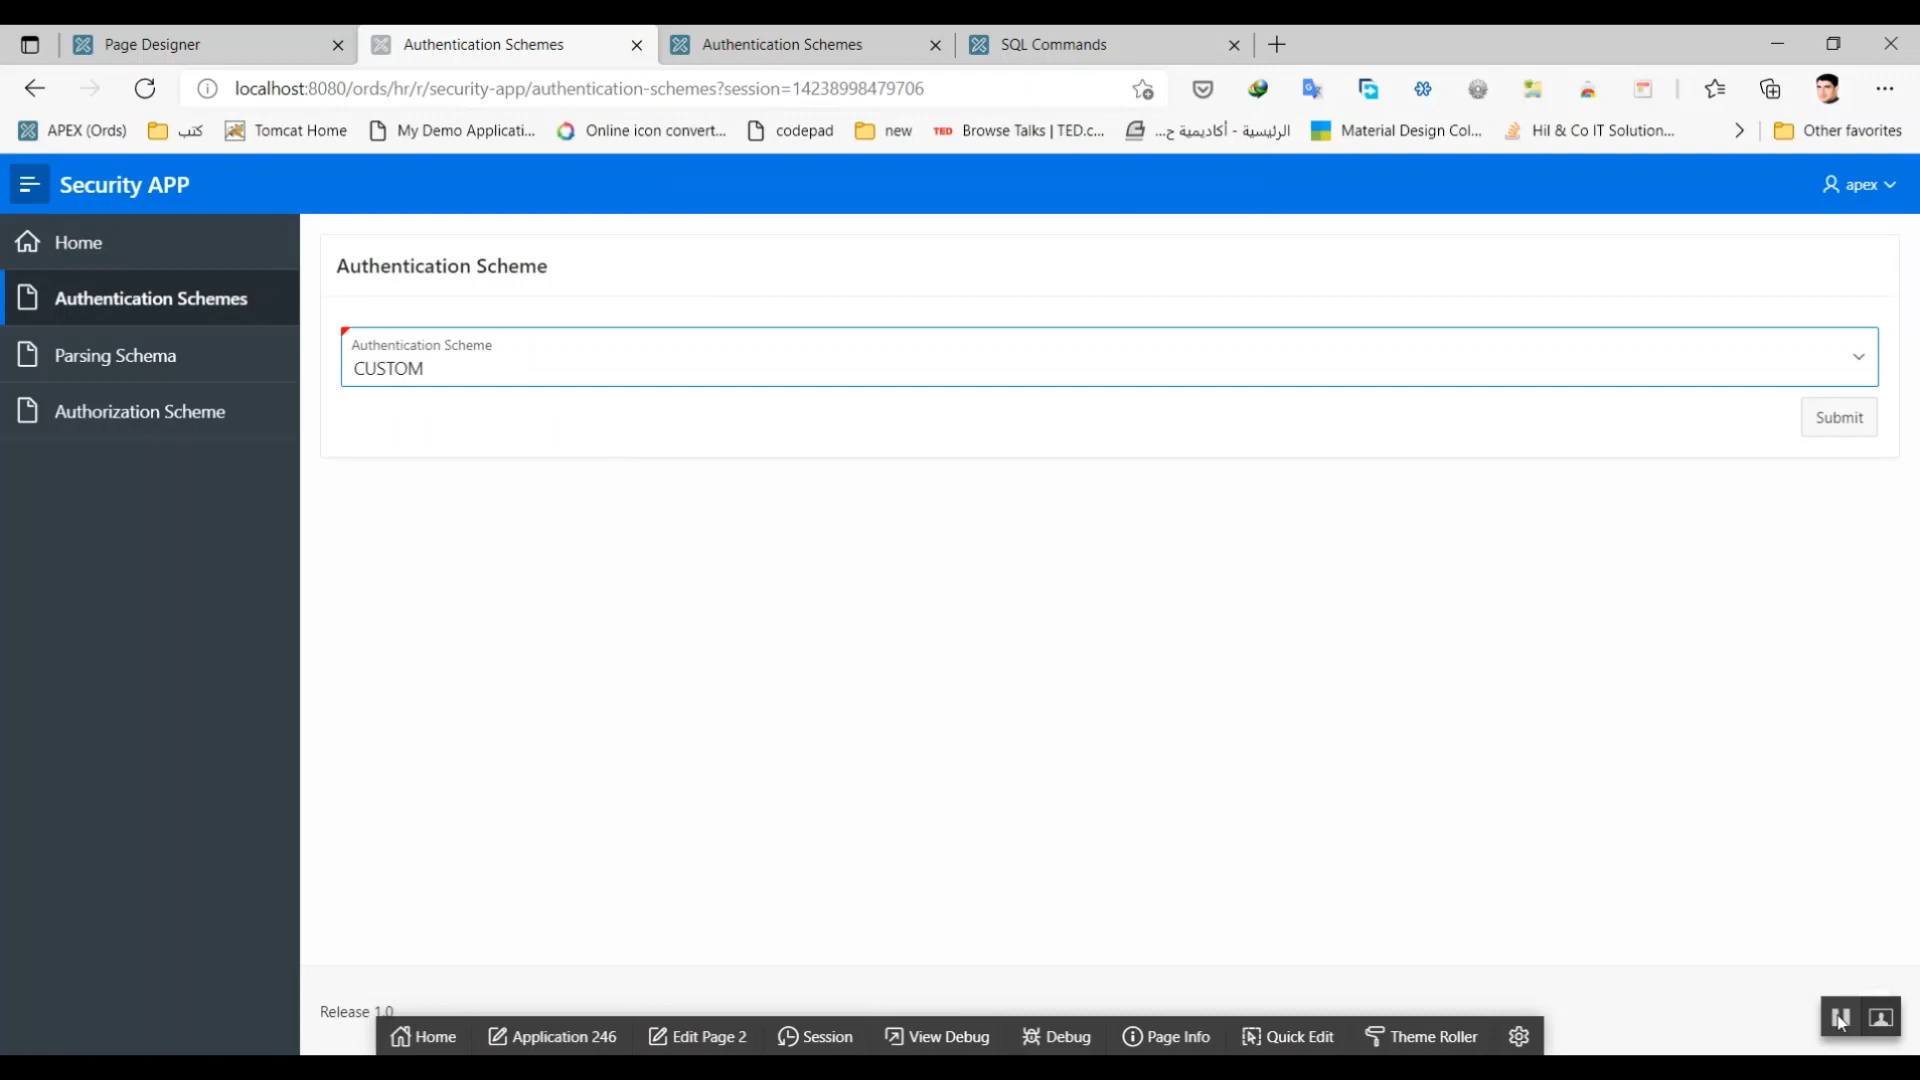 Page Designer
Authentication Schemes
Authentication Schemes
SQL Commands
localhost:8080/ords/hr/r/security-app/authentication-schemes?session=14238998479706
APEX (Ords)
كتب
Tomcat Home
My Demo Applicati...
Online icon convert...
codepad
new
TED
Browse Talks | TED.c...
الرئيسية - أكاديمية ح...
Material Design Col...
Hil & Co IT Solution...
Other favorites
Security APP
apex
Home
Authentication Schemes
Parsing Schema
Authorization Scheme
Authentication Scheme
Authentication Scheme
CUSTOM
Submit
Release 1.0
Home
Application 246
Edit Page 2
Session
View Debug
Debug
Page Info
Quick Edit
Theme Roller